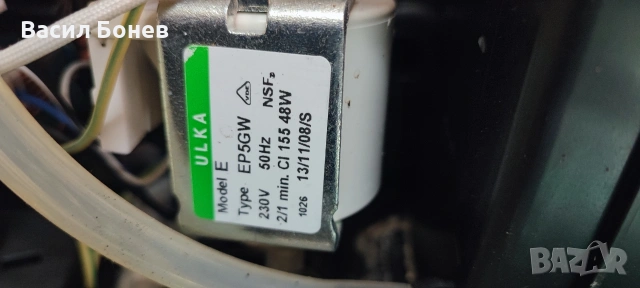 Васил Бонев
ULKA
Model E
Type EP5GW NSF
230V 50Hz
2/1 min. Cl 155 48W
1026 13/11/08/S
BAZAR